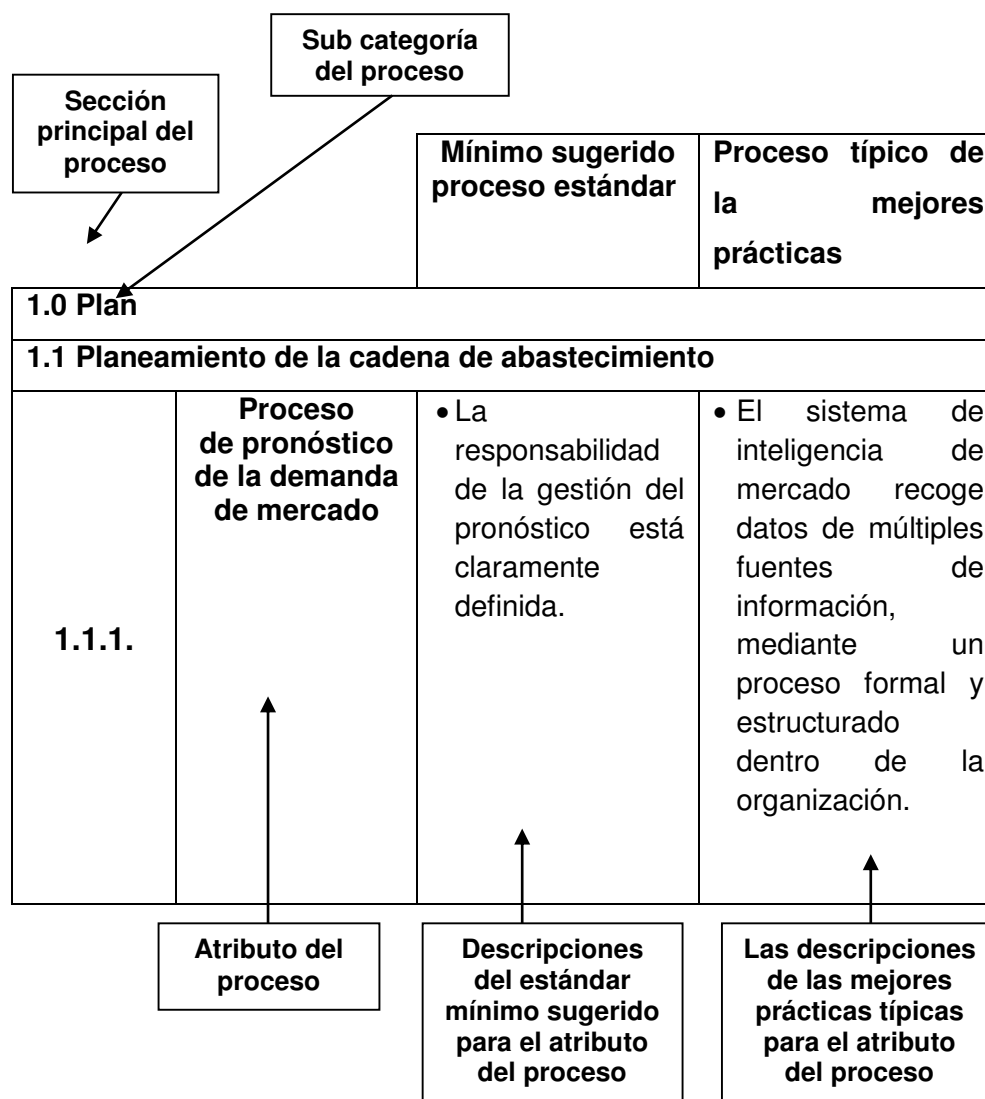 Sub categoría
del proceso
Sección
principal del
proceso
Mínimo sugerido
proceso estándar
Proceso típico de
la mejores
prácticas
1.0 Plan
1.1 Planeamiento de la cadena de abastecimiento
1.1.1.
Proceso
de pronóstico
de la demanda
de mercado
• La
responsabilidad
de la gestión del
pronóstico está
claramente
definida.
• El sistema de
inteligencia de
mercado recoge
datos de múltiples
fuentes de
información,
mediante un
proceso formal y
estructurado
dentro de la
organización.
Atributo del
proceso
Descripciones
del estándar
mínimo sugerido
para el atributo
del proceso
Las descripciones
de las mejores
prácticas típicas
para el atributo
del proceso